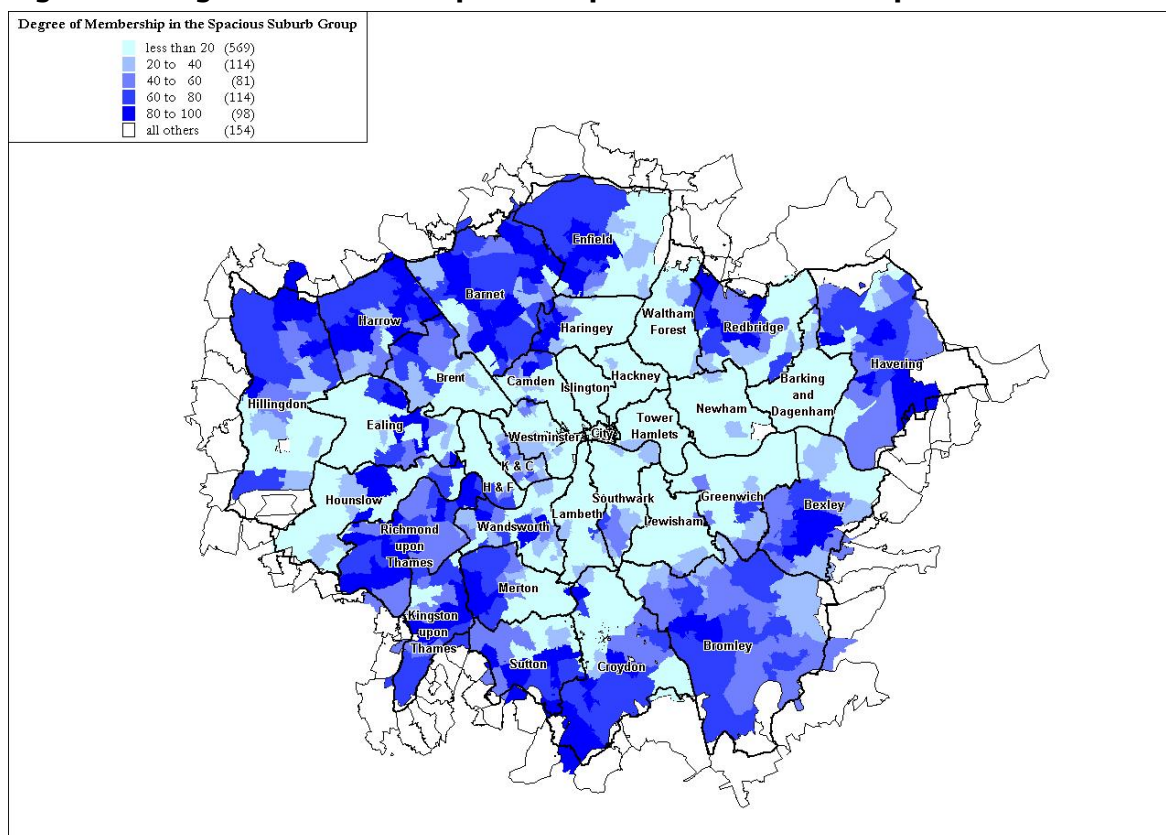 Degree of Membership in the Spacious Suburb Group
less than 20 (569)
20 to 40 (114)
40 to 60 (81)
60 to 80 (114)
80 to 100 (98)
all others (154)
Enfield
Barnet
Harrow
Haringey
Waltham
Forest
Redbridge
Havering
Brent
Camden
Islington
Hackney
Barking
and
Dagenham
Hillingdon
Ealing
Newham
Tower
Hamlets
Westminster
City
K & C
H & F
Hounslow
Southwark
Greenwich
Bexley
Lambeth
Lewisham
Wandsworth
Richmond
upon
Thames
Merton
Kingston
upon
Thames
Sutton
Croydon
Bromley